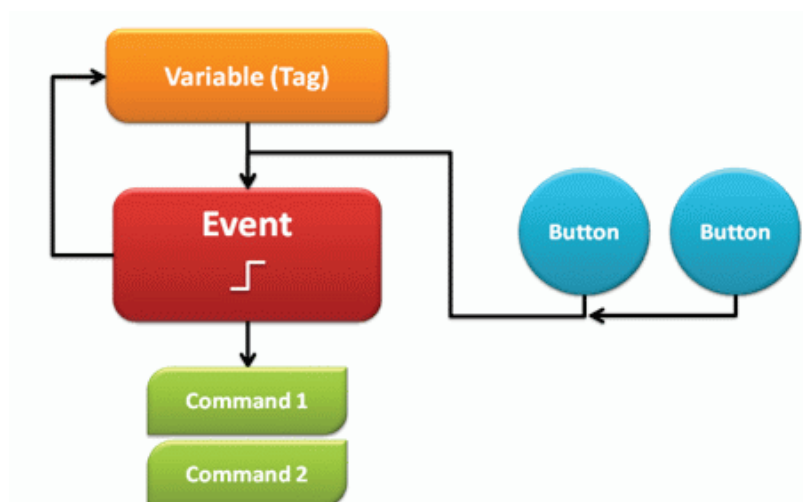 Variable (Tag)
Event
Button
Button
Command 1
Command 2